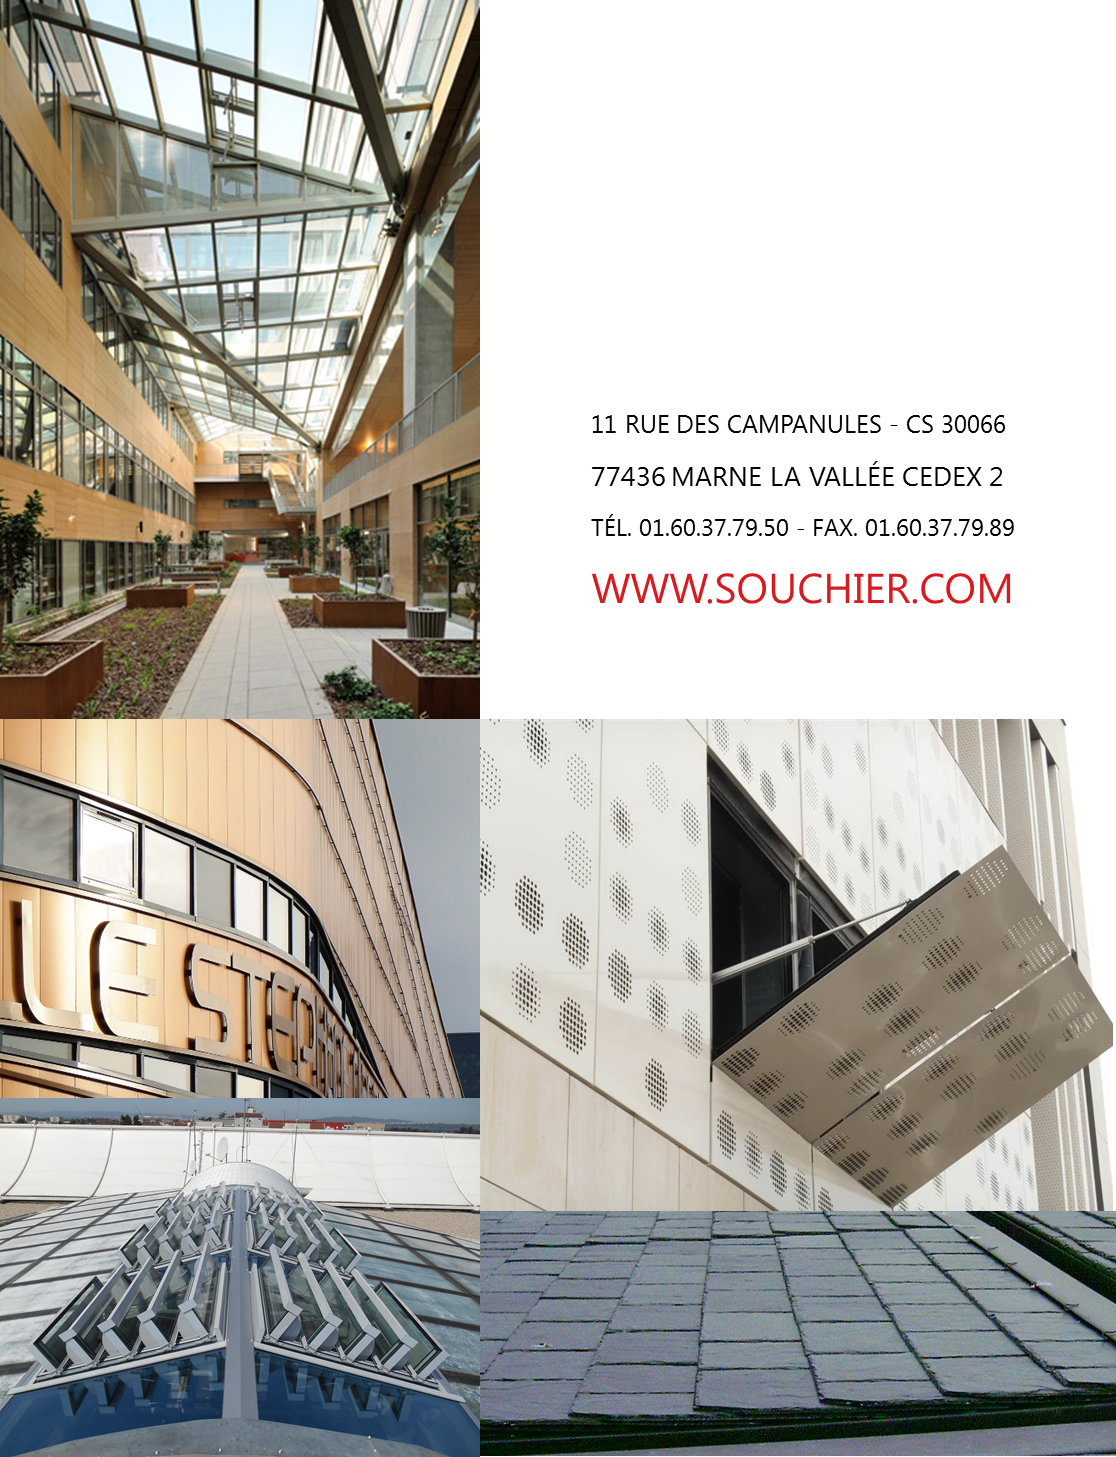 11 RUE DES CAMPANULES - CS 30066
77436 MARNE LA VALLÉE CEDEX 2
TÉL. 01.60.37.79.50 - FAX. 01.60.37.79.89
WWW.SOUCHIER.COM
LE